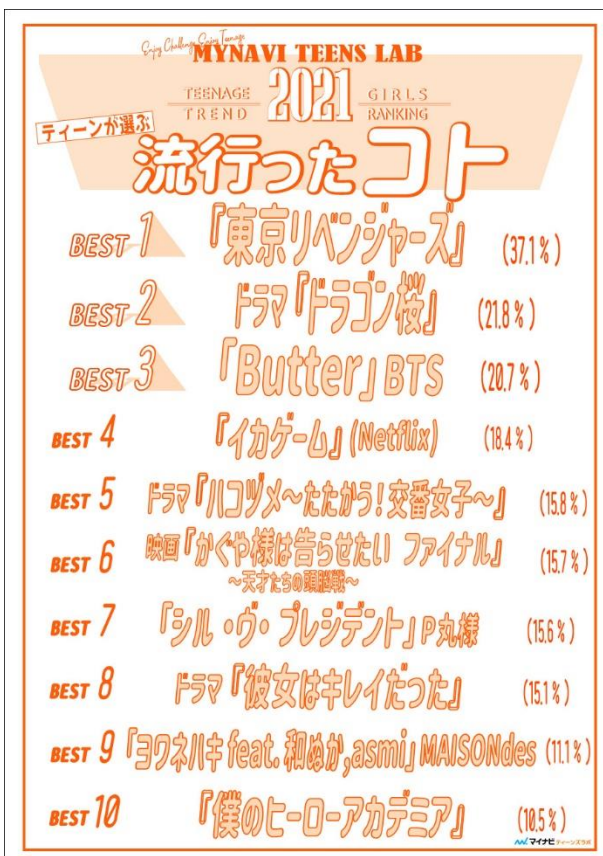 Enjoy Challenge Enjoy Teenage
MYNAVI TEENS LAB
TEENAGE TREND 2021 GIRLS RANKING
ティーンが選ぶ
流行ったコト
BEST 1 『東京リベンジャーズ』 (37.1%)
BEST 2 ドラマ『ドラゴン桜』 (21.8%)
BEST 3 「Butter」BTS (20.7%)
BEST 4 『イカゲーム』(Netflix) (18.4%)
BEST 5 ドラマ『ハコヅメ～たたかう!交番女子～』 (15.8%)
BEST 6 映画『かぐや様は告らせたい ファイナル』 (15.7%)
～天才たちの頭脳戦～
BEST 7 「シル・ヴ・プレジデント」P丸様 (15.6%)
BEST 8 ドラマ『彼女はキレイだった』 (15.1%)
BEST 9 「ヨワネハキ feat. 和ぬか,asmi」MAISONdes (11.1%)
BEST 10 『僕のヒーローアカデミア』 (10.5%)
マイナビ ティーンズラボ